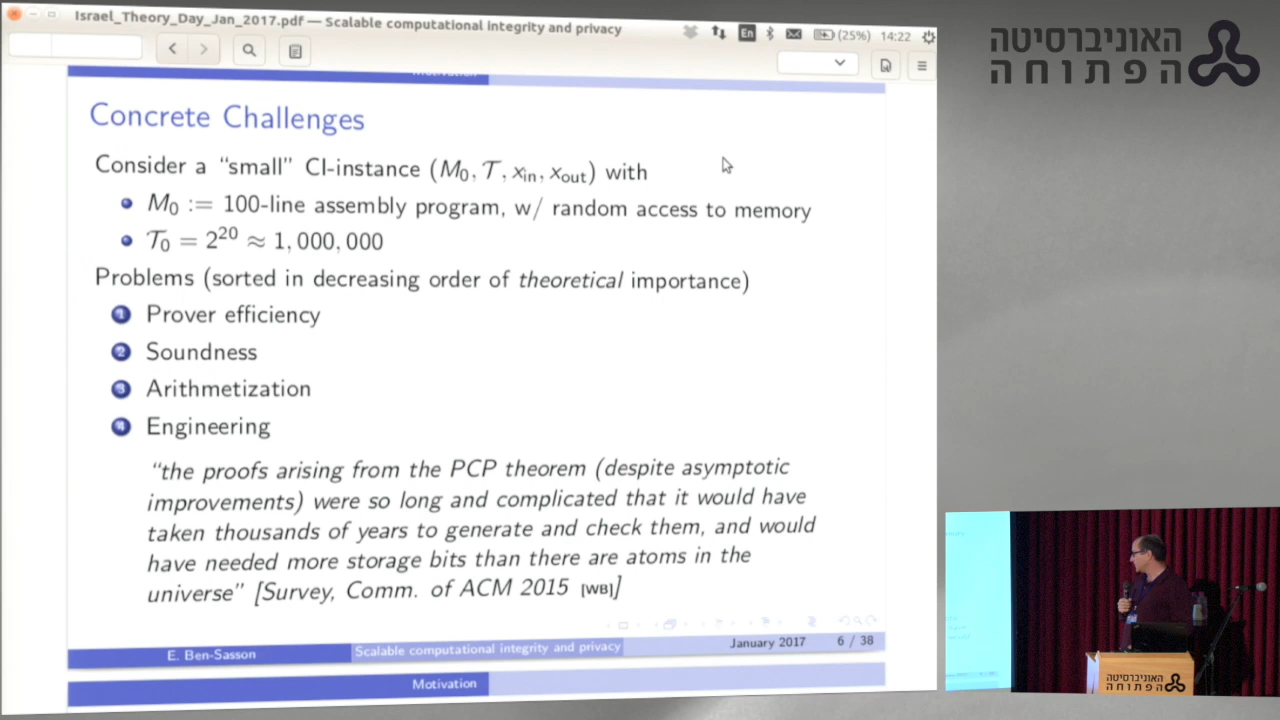 Israel_Theory_Day_Jan_2017.pdf — Scalable computational integrity and privacy
En
(25%) 14:22
האוניברסיטה
הפתוחה
Motivation
Concrete Challenges
Consider a “small” CI-instance (M₀, T, x_in, x_out) with
M₀ := 100-line assembly program, w/ random access to memory
T₀ = 2²⁰ ≈ 1, 000, 000
Problems (sorted in decreasing order of theoretical importance)
1 Prover efficiency
2 Soundness
3 Arithmetization
4 Engineering
“the proofs arising from the PCP theorem (despite asymptotic
improvements) were so long and complicated that it would have
taken thousands of years to generate and check them, and would
have needed more storage bits than there are atoms in the
universe” [Survey, Comm. of ACM 2015 [WB]]
E. Ben-Sasson Scalable computational integrity and privacy January 2017 6 / 38
Motivation
האוניברסיטה
הפתוחה